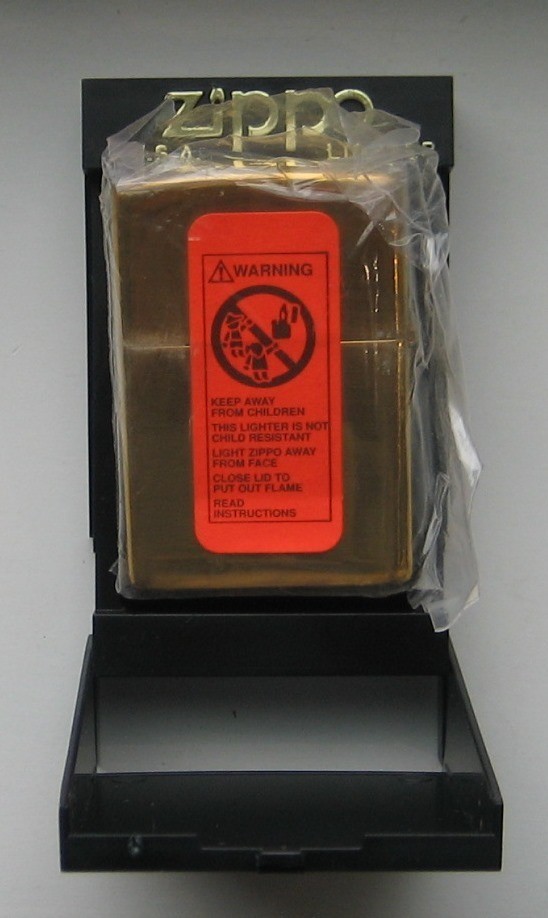 Zippo
WARNING
KEEP AWAY
FROM CHILDREN
THIS LIGHTER IS NOT
CHILD RESISTANT
LIGHT ZIPPO AWAY
FROM FACE
CLOSE LID TO
PUT OUT FLAME
READ
INSTRUCTIONS